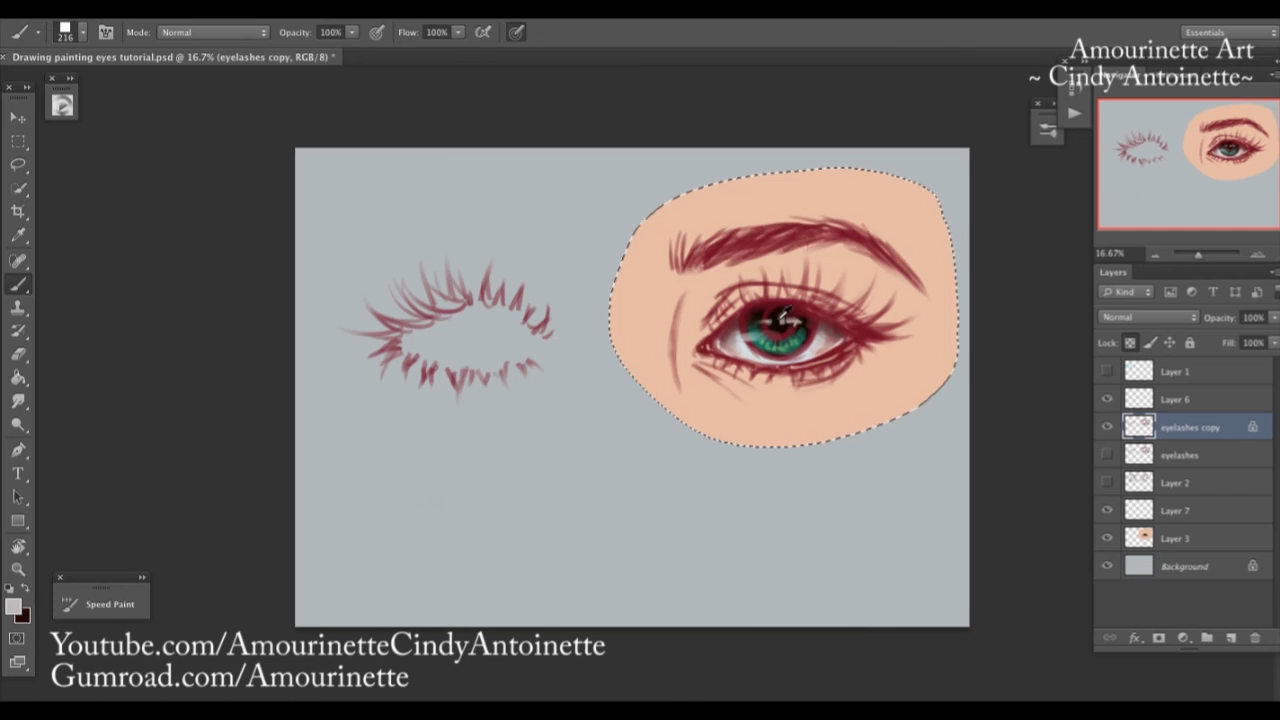 216
Mode: Normal
Opacity: 100%
Flow: 100%
Essentials
Drawing painting eyes tutorial.psd @ 16.7% (eyelashes copy, RGB/8) *
Amourinette Art
~ Cindy Antoinette~
16.67%
Layers
Kind
Normal
Opacity: 100%
Lock:
Fill: 100%
Layer 1
Layer 6
eyelashes copy
eyelashes
Layer 2
Layer 7
Layer 3
Background
Speed Paint
Youtube.com/AmourinetteCindyAntoinette
Gumroad.com/Amourinette